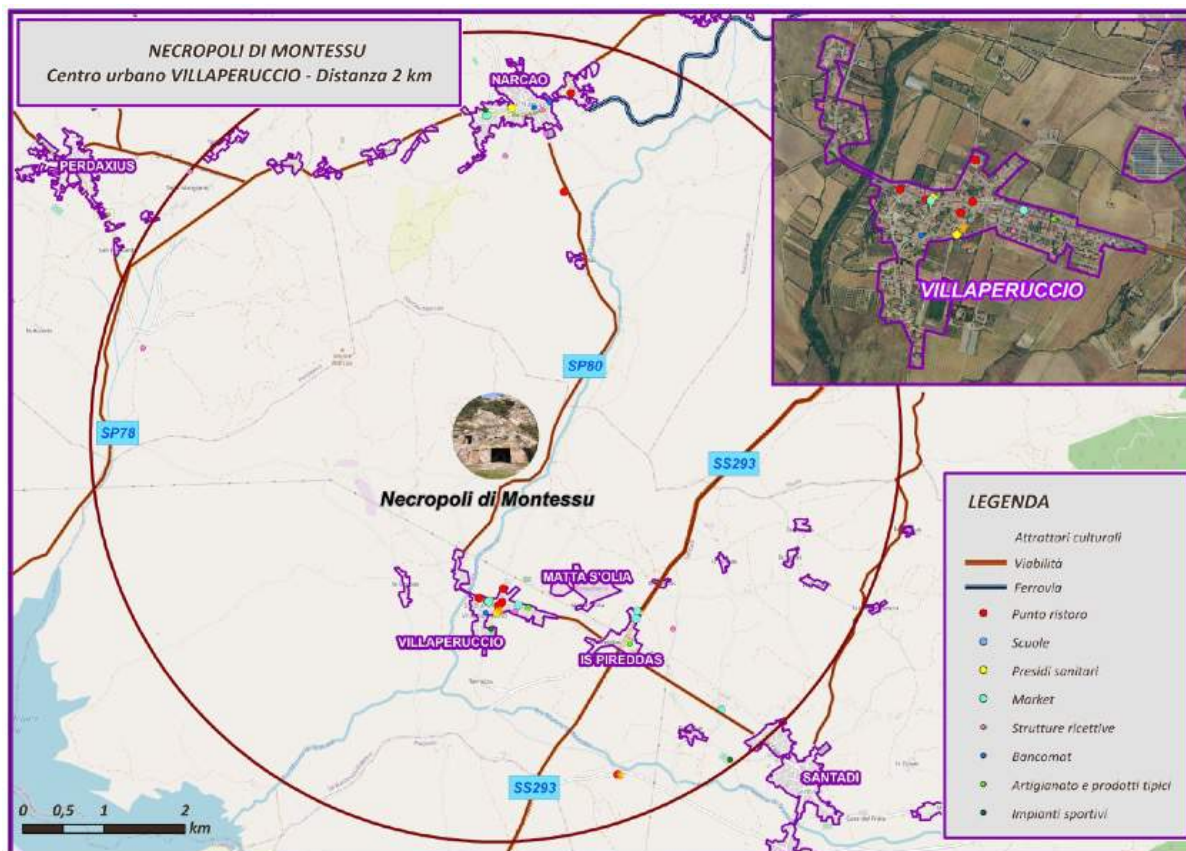 NECROPOLI DI MONTESSU
Centro urbano VILLAPERUCCIO - Distanza 2 km
NARCAO
PERDAXIUS
VILLAPERUCCIO
SP80
SP78
SS293
Necropoli di Montessu
MATTA S'OLIA
VILLAPERUCCIO
IS PIREDDAS
SS293
SANTADI
0 0,5 1 2
km
LEGENDA
Attrattori culturali
Viabilità
Ferrovia
Punto ristoro
Scuole
Presidi sanitari
Market
Strutture ricettive
Bancomat
Artigianato e prodotti tipici
Impianti sportivi